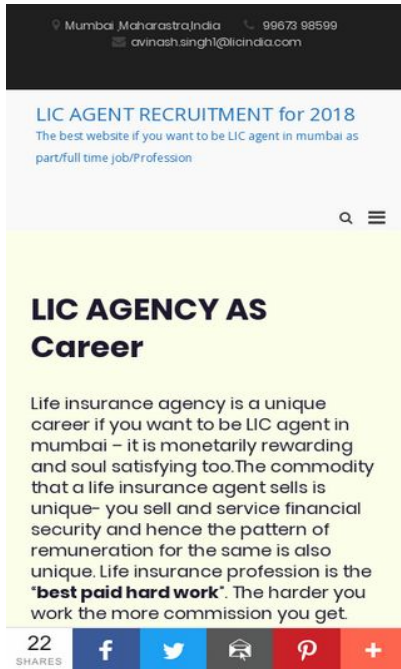 Mumbai ,Maharastra,India 99673 98599
avinash.singh1@licindia.com
LIC AGENT RECRUITMENT for 2018
The best website if you want to be LIC agent in mumbai as
part/full time job/Profession
LIC AGENCY AS
Career
Life insurance agency is a unique
career if you want to be LIC agent in
mumbai – it is monetarily rewarding
and soul satisfying too.The commodity
that a life insurance agent sells is
unique- you sell and service financial
security and hence the pattern of
remuneration for the same is also
unique. Life insurance profession is the
“best paid hard work”. The harder you
work the more commission you get.
22
SHARES